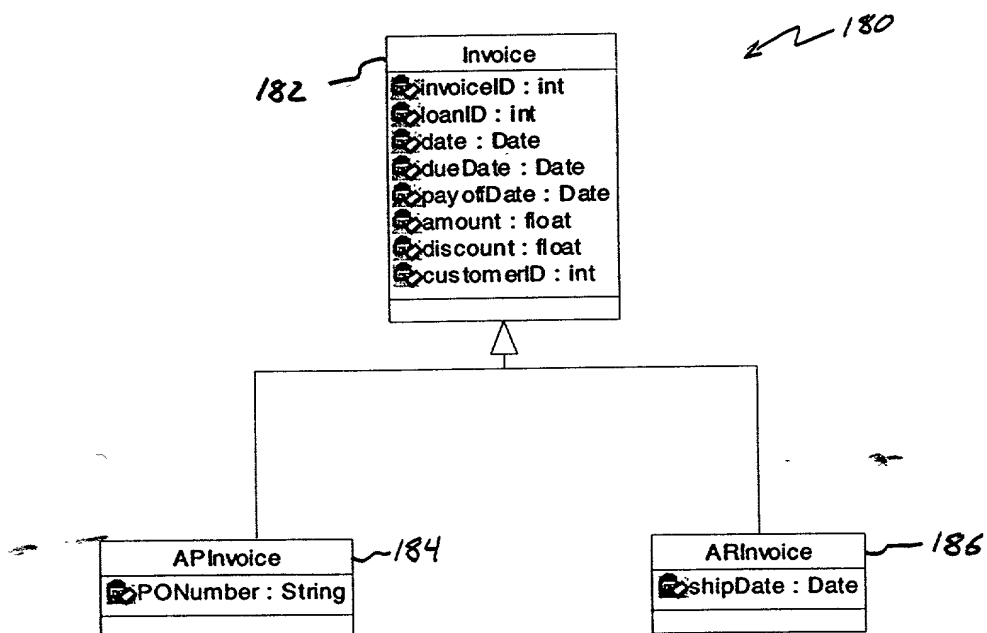 180
Invoice
182
invoiceID : int
loanID : int
date : Date
dueDate : Date
payoffDate : Date
amount : float
discount : float
customerID : int
APInvoice
184
PONumber : String
ARInvoice
186
shipDate : Date